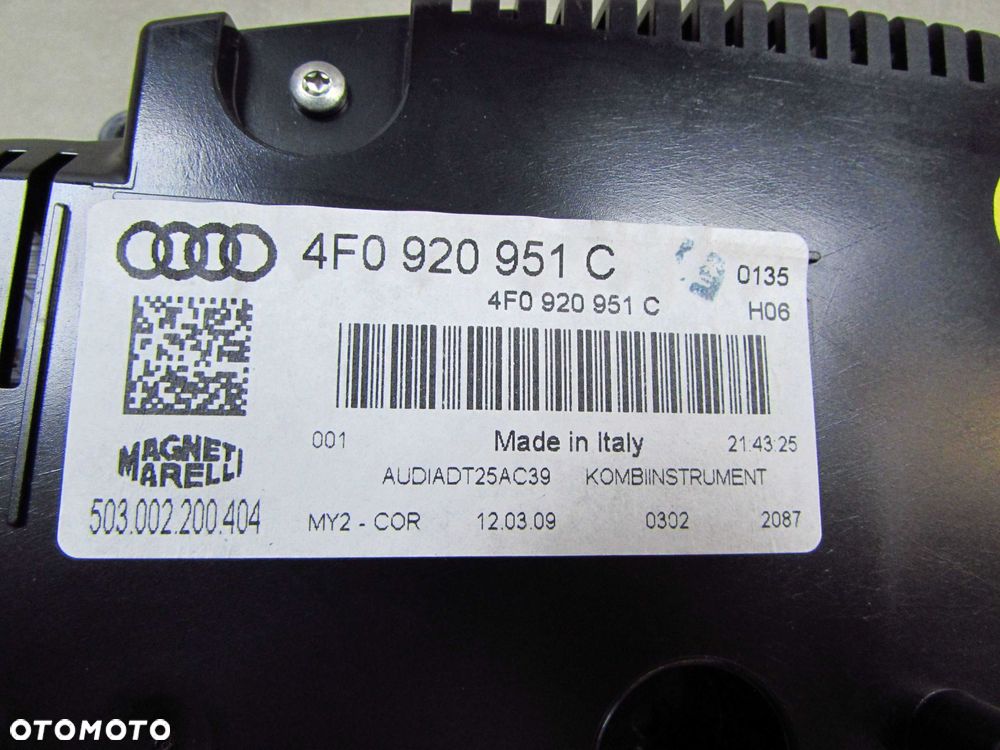 4F0 920 951 C
0135
4F0 920 951 C
H06
MAGNETI
MARELLI
503.002.200.404
001
Made in Italy
21:43:25
AUDIADT25AC39 KOMBIINSTRUMENT
MY2 - COR 12.03.09 0302 2087
OTOMOTO